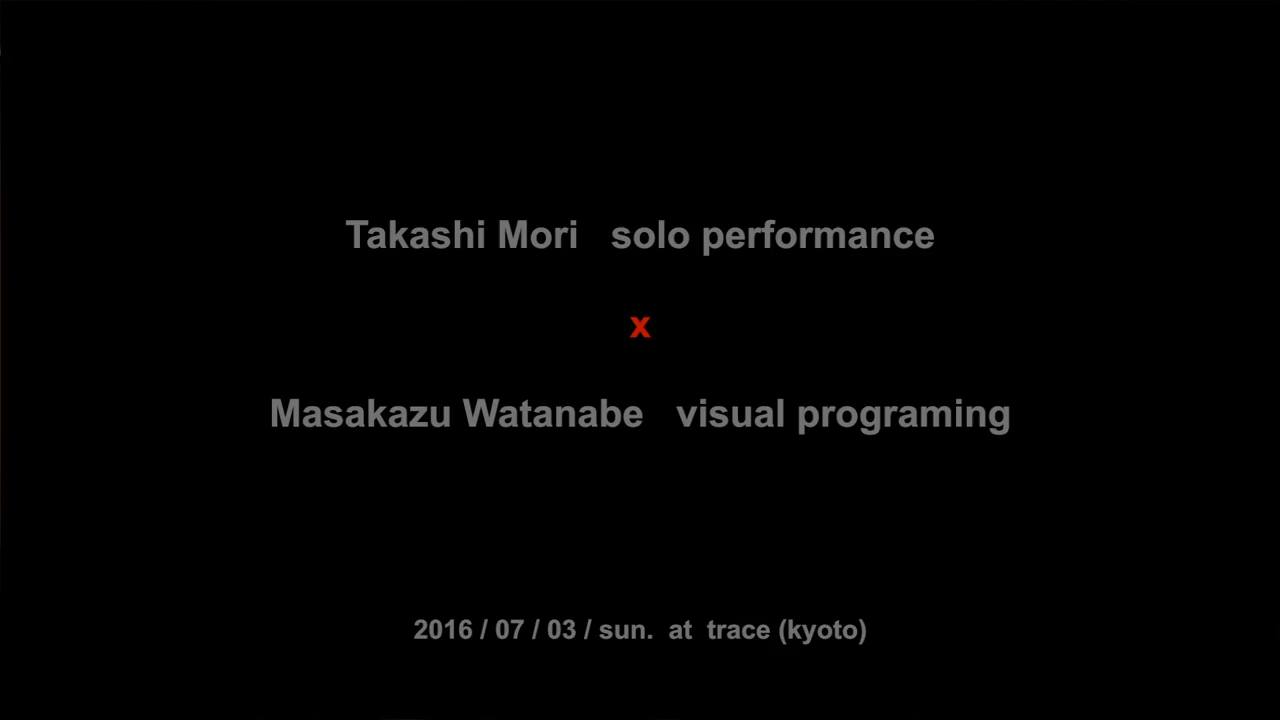 Takashi Mori solo performance
x
Masakazu Watanabe visual programing
2016 / 07 / 03 / sun. at trace (kyoto)